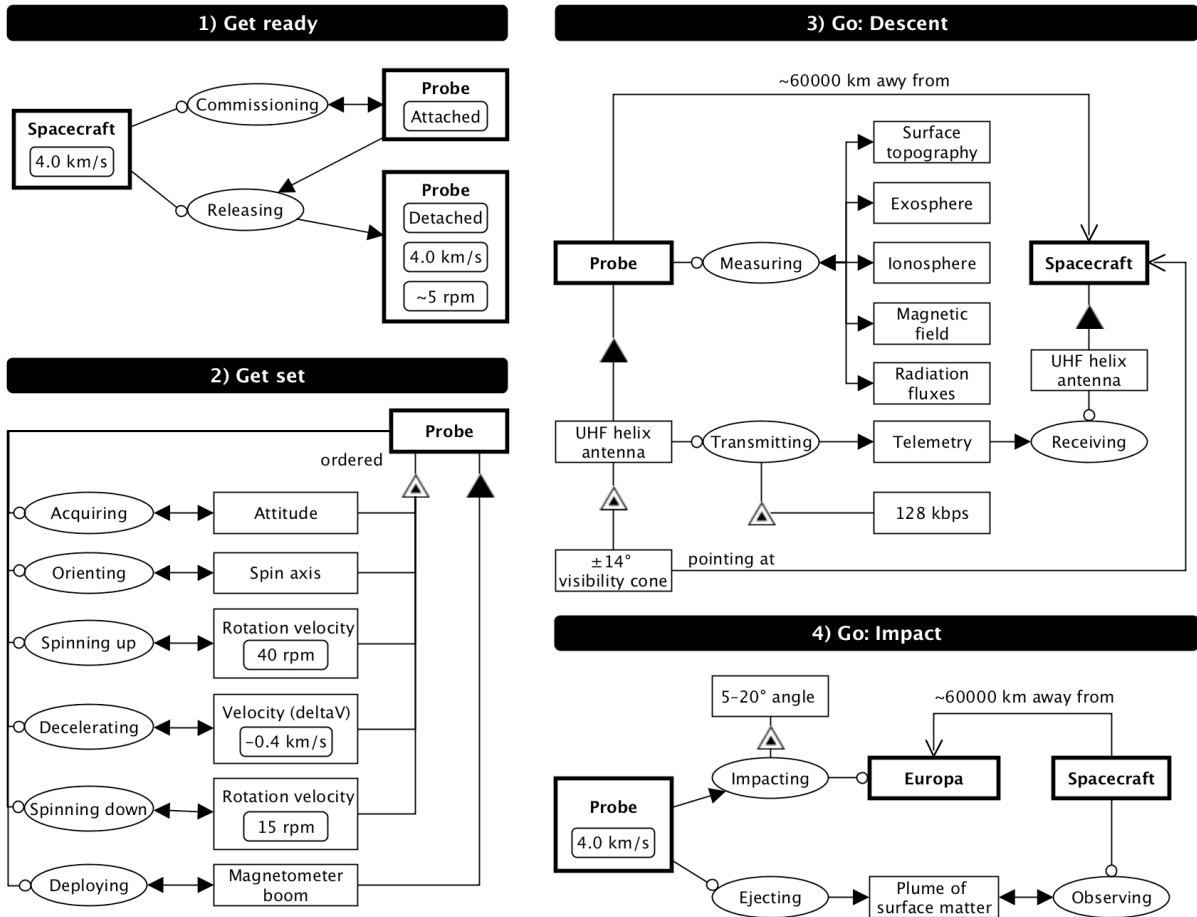 1) Get ready
Commissioning
Spacecraft
4.0 km/s
Probe
Attached
Releasing
Probe
Detached
4.0 km/s
~5 rpm
2) Get set
Probe
ordered
Acquiring
Attitude
Orienting
Spin axis
Spinning up
Rotation velocity
40 rpm
Decelerating
Velocity (deltaV)
-0.4 km/s
Spinning down
Rotation velocity
15 rpm
Deploying
Magnetometer
boom
3) Go: Descent
~60000 km awy from
Surface
topography
Exosphere
Probe
Measuring
Ionosphere
Spacecraft
Magnetic
field
Radiation
fluxes
UHF helix
antenna
UHF helix
antenna
Transmitting
Telemetry
Receiving
128 kbps
±14°
visibility cone
pointing at
4) Go: Impact
5–20° angle
~60000 km away from
Impacting
Europa
Spacecraft
Probe
4.0 km/s
Ejecting
Plume of
surface matter
Observing